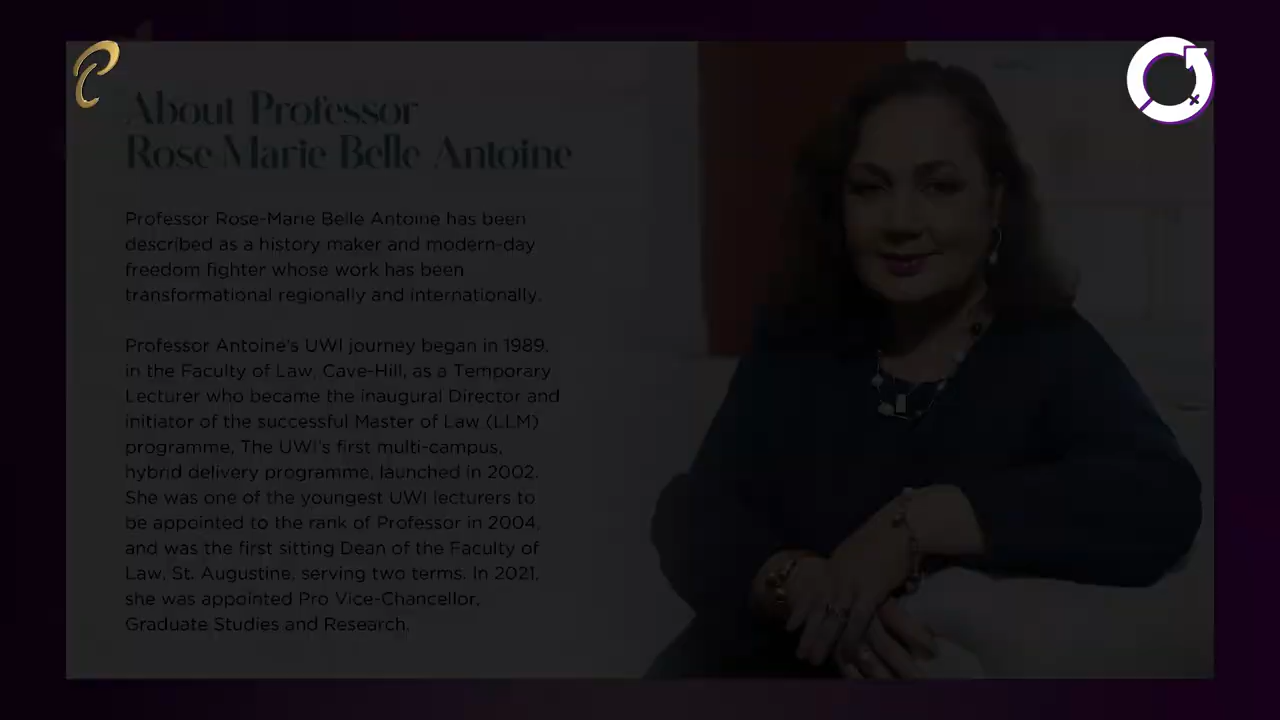 About Professor
Rose-Marie Belle Antoine
Professor Rose-Marie Belle Antoine has been
described as a history maker and modern-day
freedom fighter whose work has been
transformational regionally and internationally.
Professor Antoine's UWI journey began in 1989,
in the Faculty of Law, Cave-Hill, as a Temporary
Lecturer who became the inaugural Director and
initiator of the successful Master of Law (LLM)
programme, The UWI's first multi-campus,
hybrid delivery programme, launched in 2002.
She was one of the youngest UWI lecturers to
be appointed to the rank of Professor in 2004,
and was the first sitting Dean of the Faculty of
Law, St. Augustine, serving two terms. In 2021,
she was appointed Pro Vice-Chancellor,
Graduate Studies and Research.